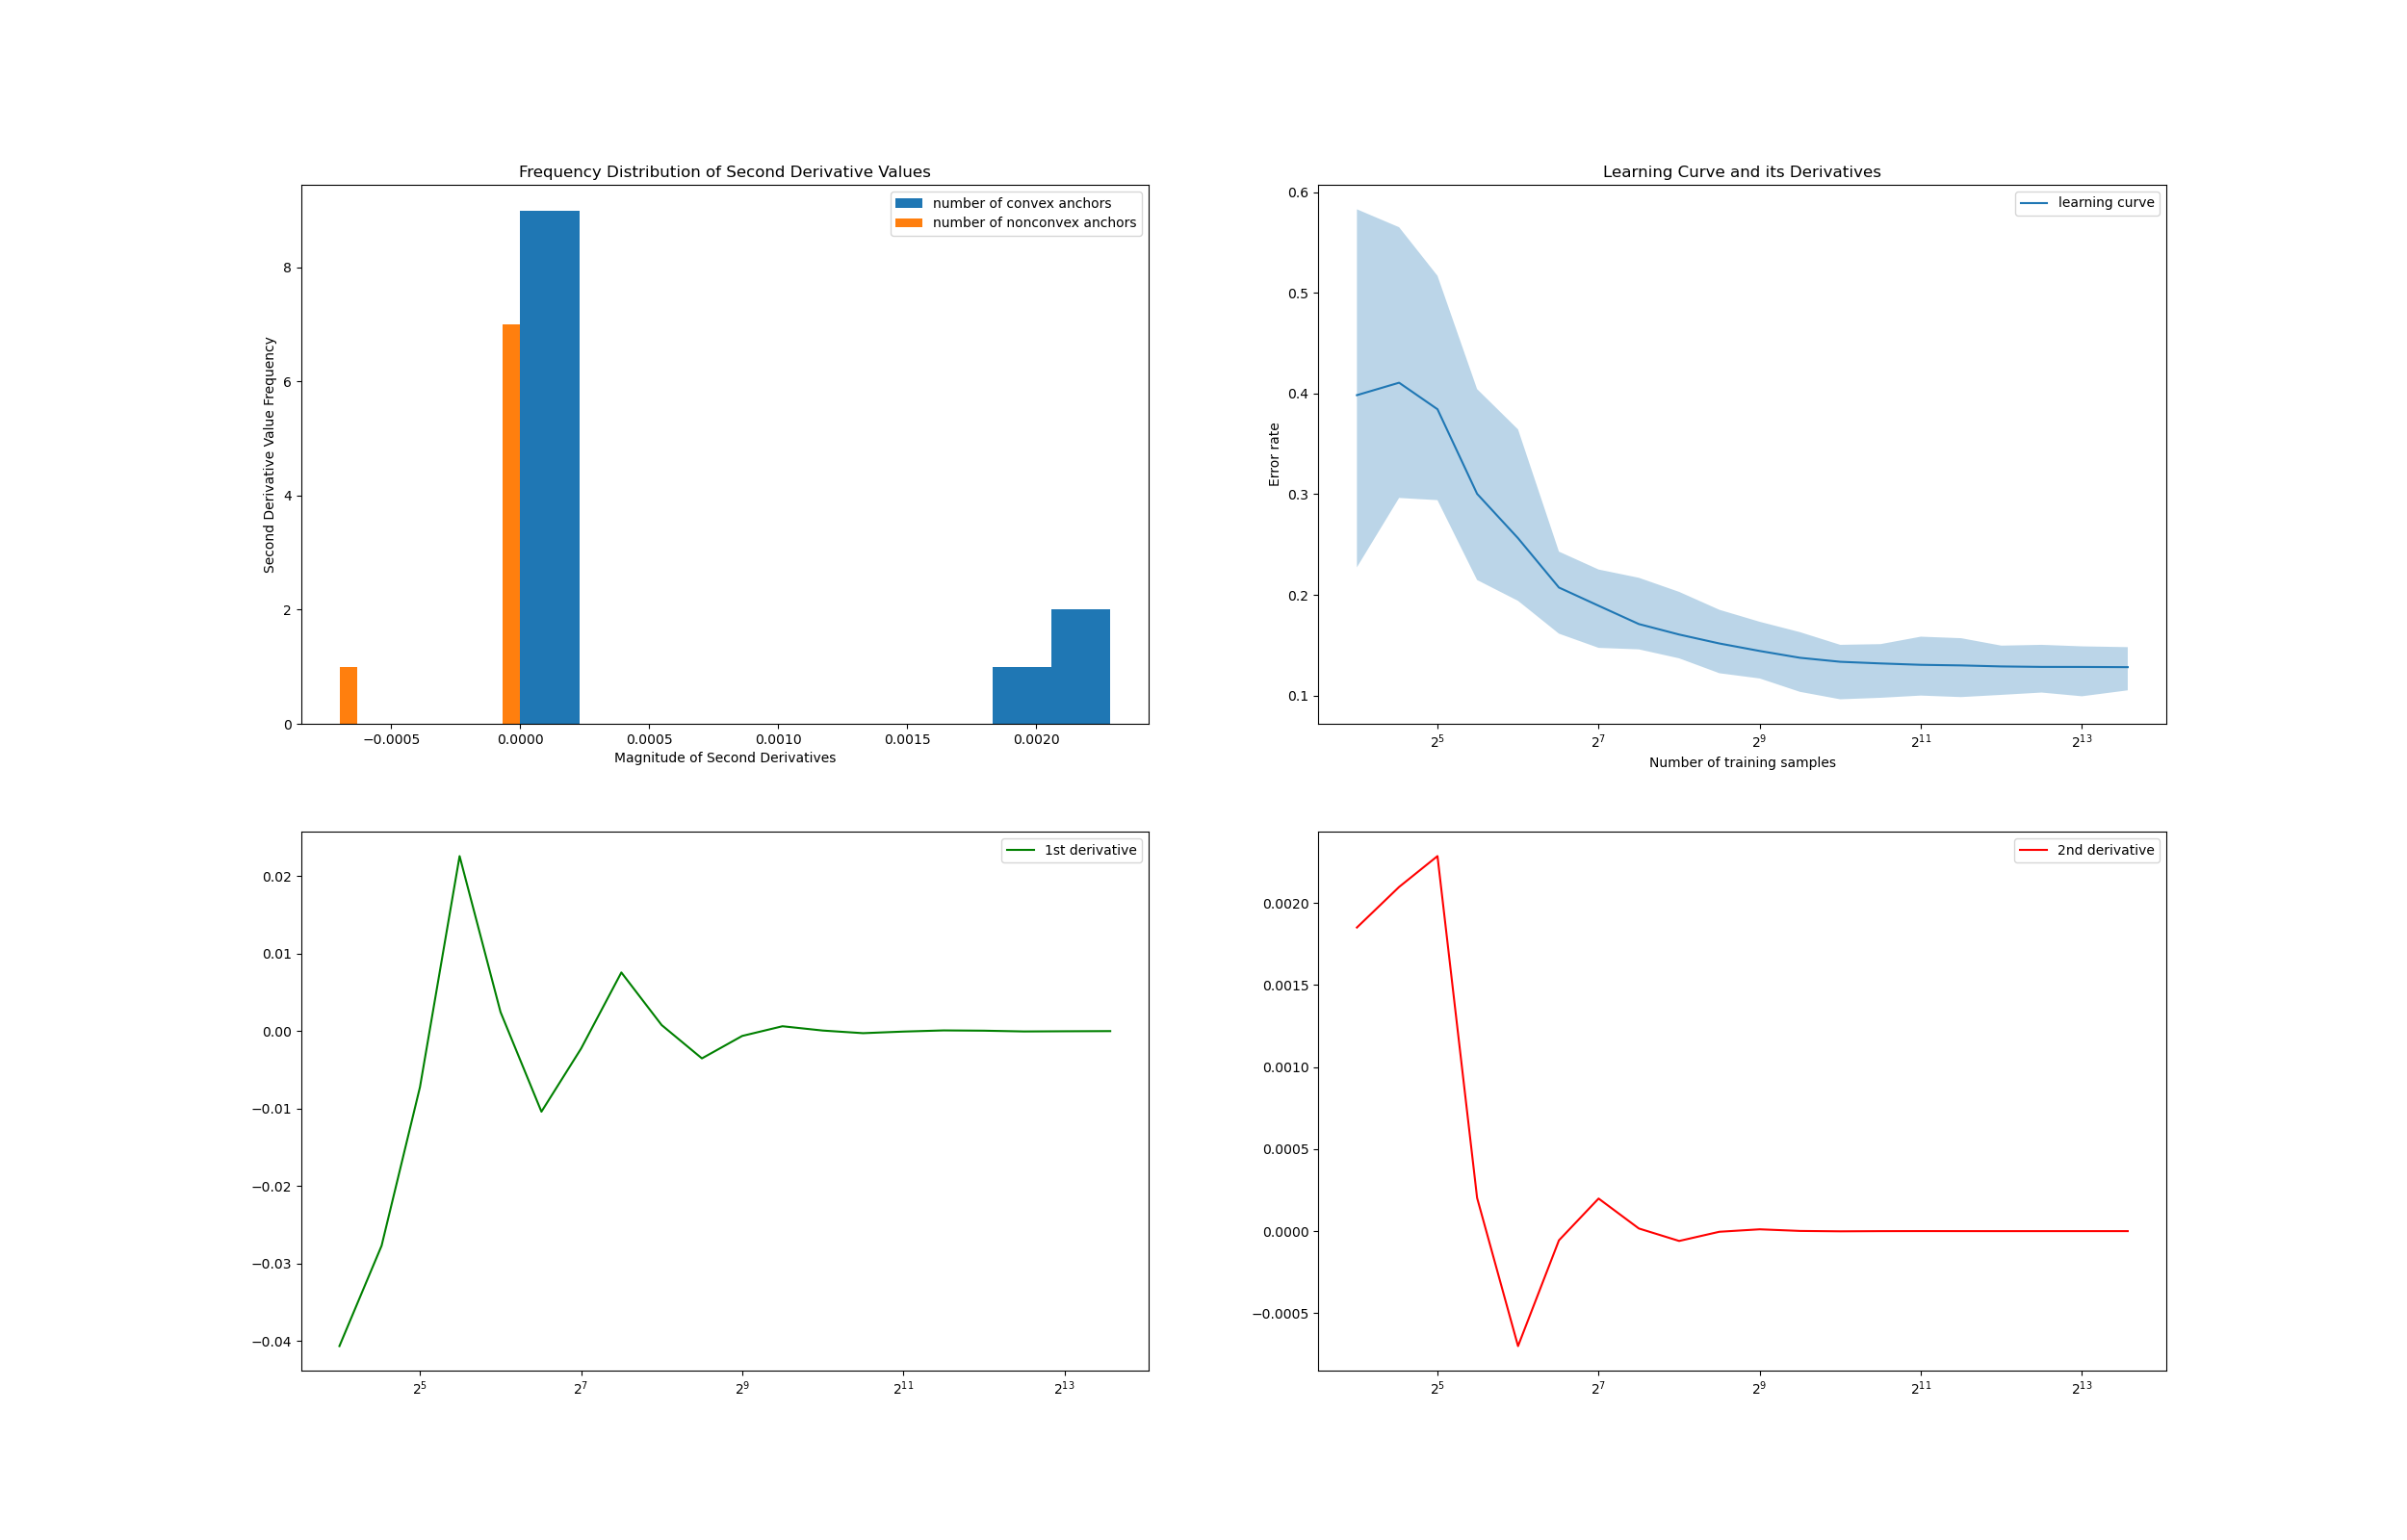 Frequency Distribution of Second Derivative Values
number of convex anchors
number of nonconvex anchors
Second Derivative Value Frequency
8
6
4
2
0
−0.0005 0.0000 0.0005 0.0010 0.0015 0.0020
Magnitude of Second Derivatives
Learning Curve and its Derivatives
learning curve
Error rate
0.6
0.5
0.4
0.3
0.2
0.1
2⁵ 2⁷ 2⁹ 2¹¹ 2¹³
Number of training samples
1st derivative
0.02
0.01
0.00
−0.01
−0.02
−0.03
−0.04
2⁵ 2⁷ 2⁹ 2¹¹ 2¹³
2nd derivative
0.0020
0.0015
0.0010
0.0005
0.0000
−0.0005
2⁵ 2⁷ 2⁹ 2¹¹ 2¹³